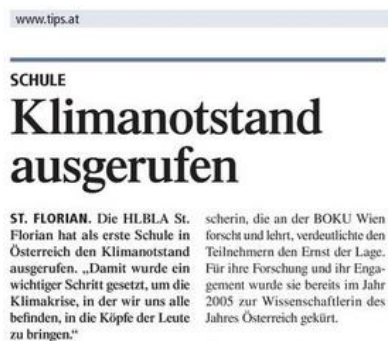 www.tips.at
SCHULE
Klimanotstand
ausgerufen
ST. FLORIAN. Die HLBLA St.
Florian hat als erste Schule in
Österreich den Klimanotstand
ausgerufen. „Damit wurde ein
wichtiger Schritt gesetzt, um die
Klimakrise, in der wir uns alle
befinden, in die Köpfe der Leute
zu bringen.“
scherin, die an der BOKU Wien
forscht und lehrt, verdeutlichte den
Teilnehmern den Ernst der Lage.
Für ihre Forschung und ihr Enga-
gement wurde sie bereits im Jahr
2005 zur Wissenschaftlerin des
Jahres Österreich gekürt.